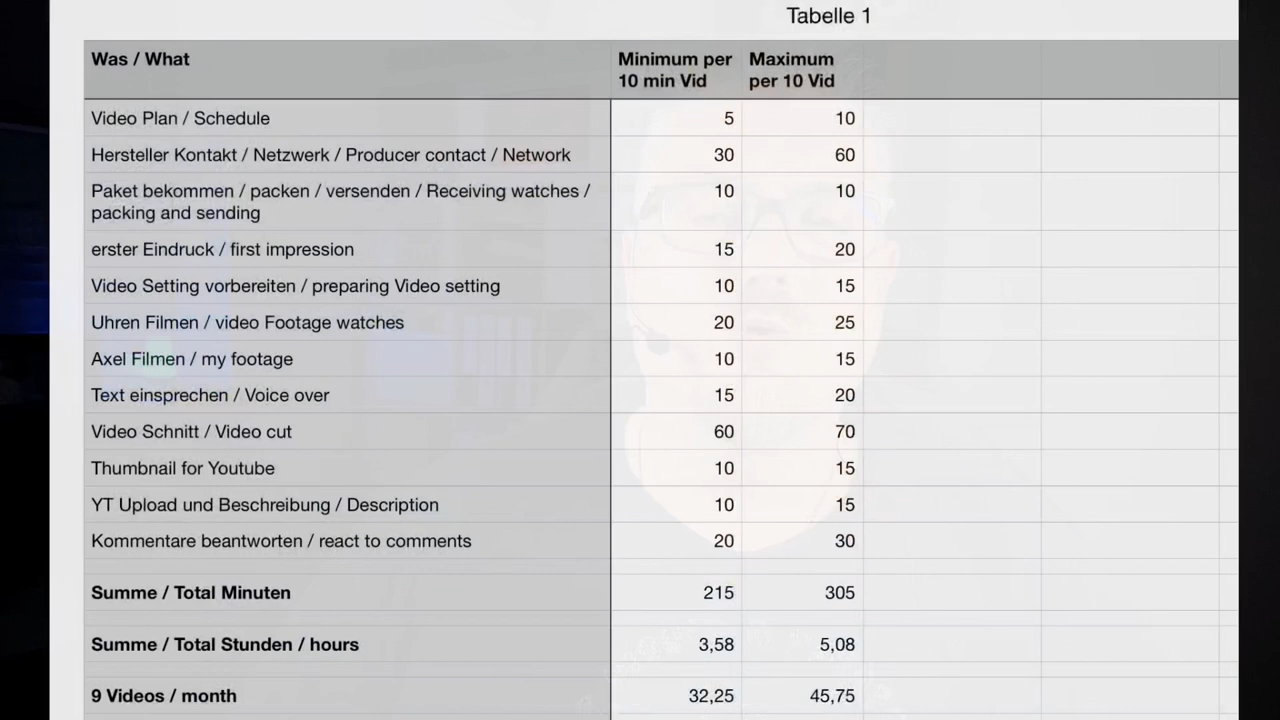 Tabelle 1
Was / What Minimum per Maximum
10 min Vid per 10 Vid
Video Plan / Schedule 5 10
Hersteller Kontakt / Netzwerk / Producer contact / Network 30 60
Paket bekommen / packen / versenden / Receiving watches / 10 10
packing and sending
erster Eindruck / first impression 15 20
Video Setting vorbereiten / preparing Video setting 10 15
Uhren Filmen / video Footage watches 20 25
Axel Filmen / my footage 10 15
Text einsprechen / Voice over 15 20
Video Schnitt / Video cut 60 70
Thumbnail for Youtube 10 15
YT Upload und Beschreibung / Description 10 15
Kommentare beantworten / react to comments 20 30
Summe / Total Minuten 215 305
Summe / Total Stunden / hours 3,58 5,08
9 Videos / month 32,25 45,75